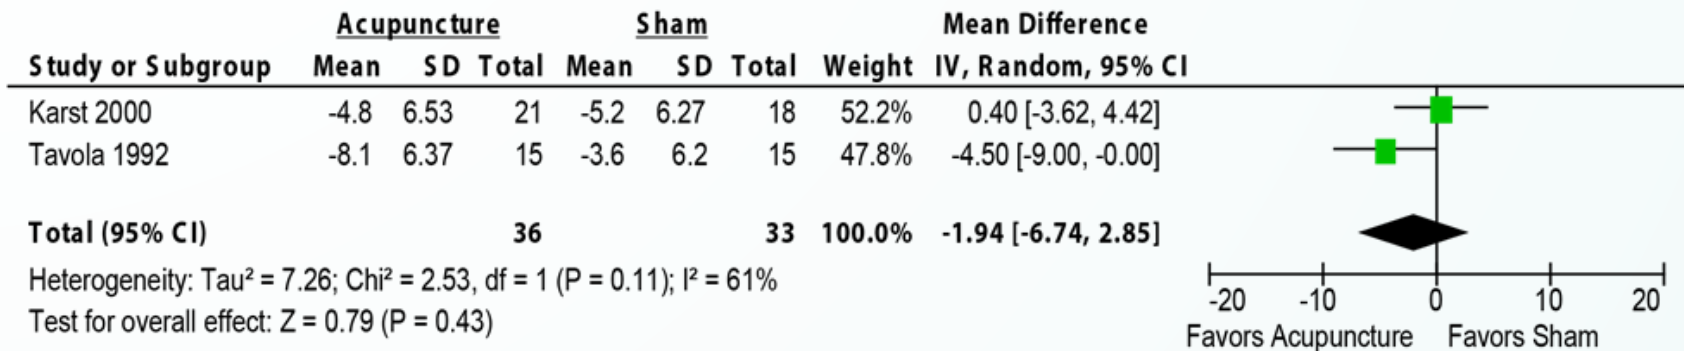 Acupuncture Sham Mean Difference
Study or Subgroup Mean SD Total Mean SD Total Weight IV, Random, 95% CI
Karst 2000 -4.8 6.53 21 -5.2 6.27 18 52.2% 0.40 [-3.62, 4.42]
Tavola 1992 -8.1 6.37 15 -3.6 6.2 15 47.8% -4.50 [-9.00, -0.00]
Total (95% CI) 36 33 100.0% -1.94 [-6.74, 2.85]
Heterogeneity: Tau² = 7.26; Chi² = 2.53, df = 1 (P = 0.11); I² = 61%
Test for overall effect: Z = 0.79 (P = 0.43)
-20 -10 0 10 20
Favors Acupuncture Favors Sham